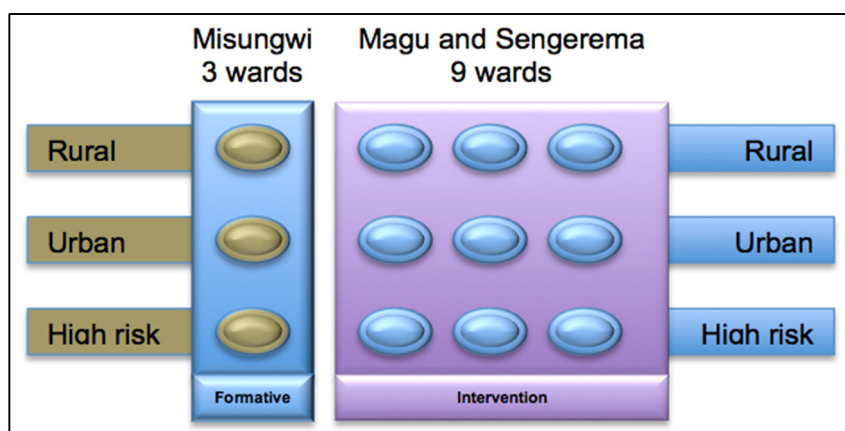 Misungwi
3 wards
Magu and Sengerema
9 wards
Rural
Rural
Urban
Urban
High risk
High risk
Formative
Intervention